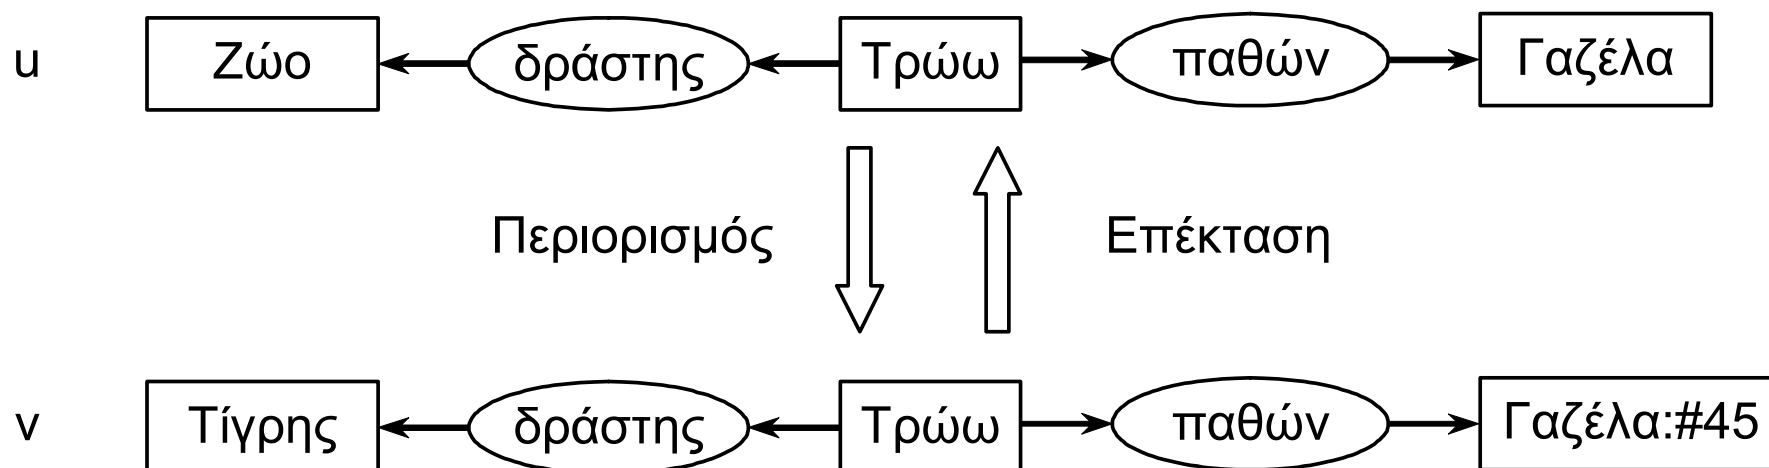 u Ζώο δράστης Τρώω παθών Γαζέλα
Περιορισμός Επέκταση
v Τίγρης δράστης Τρώω παθών Γαζέλα:#45